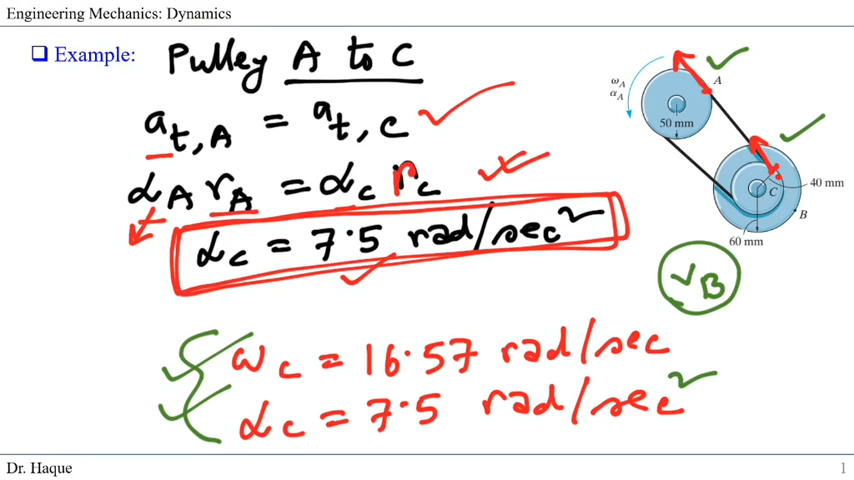 Engineering Mechanics: Dynamics
❑ Example: Pulley A to C
a_t,A = a_t,C
α_A r_A = α_C r_C
α_C = 7.5 rad/sec²
ω_A
α_A
A
50 mm
C
40 mm
B
60 mm
v_B
ω_C = 16.57 rad/sec
α_C = 7.5 rad/sec²
Dr. Haque
1